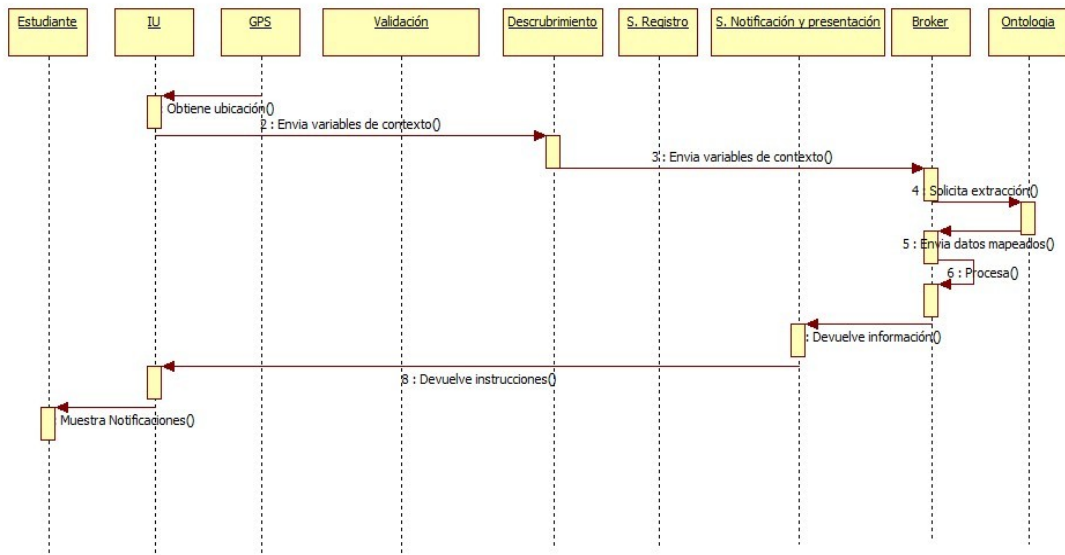 Estudiante
IU
GPS
Validación
Descrubrimiento
S. Registro
S. Notificación y presentación
Broker
Ontologia
: Obtiene ubicación()
2 : Envia variables de contexto()
3 : Envia variables de contexto()
4 : Solicita extracción()
5 : Envia datos mapeados()
6 : Procesa()
: Devuelve información()
8 : Devuelve instrucciones()
Muestra Notificaciones()